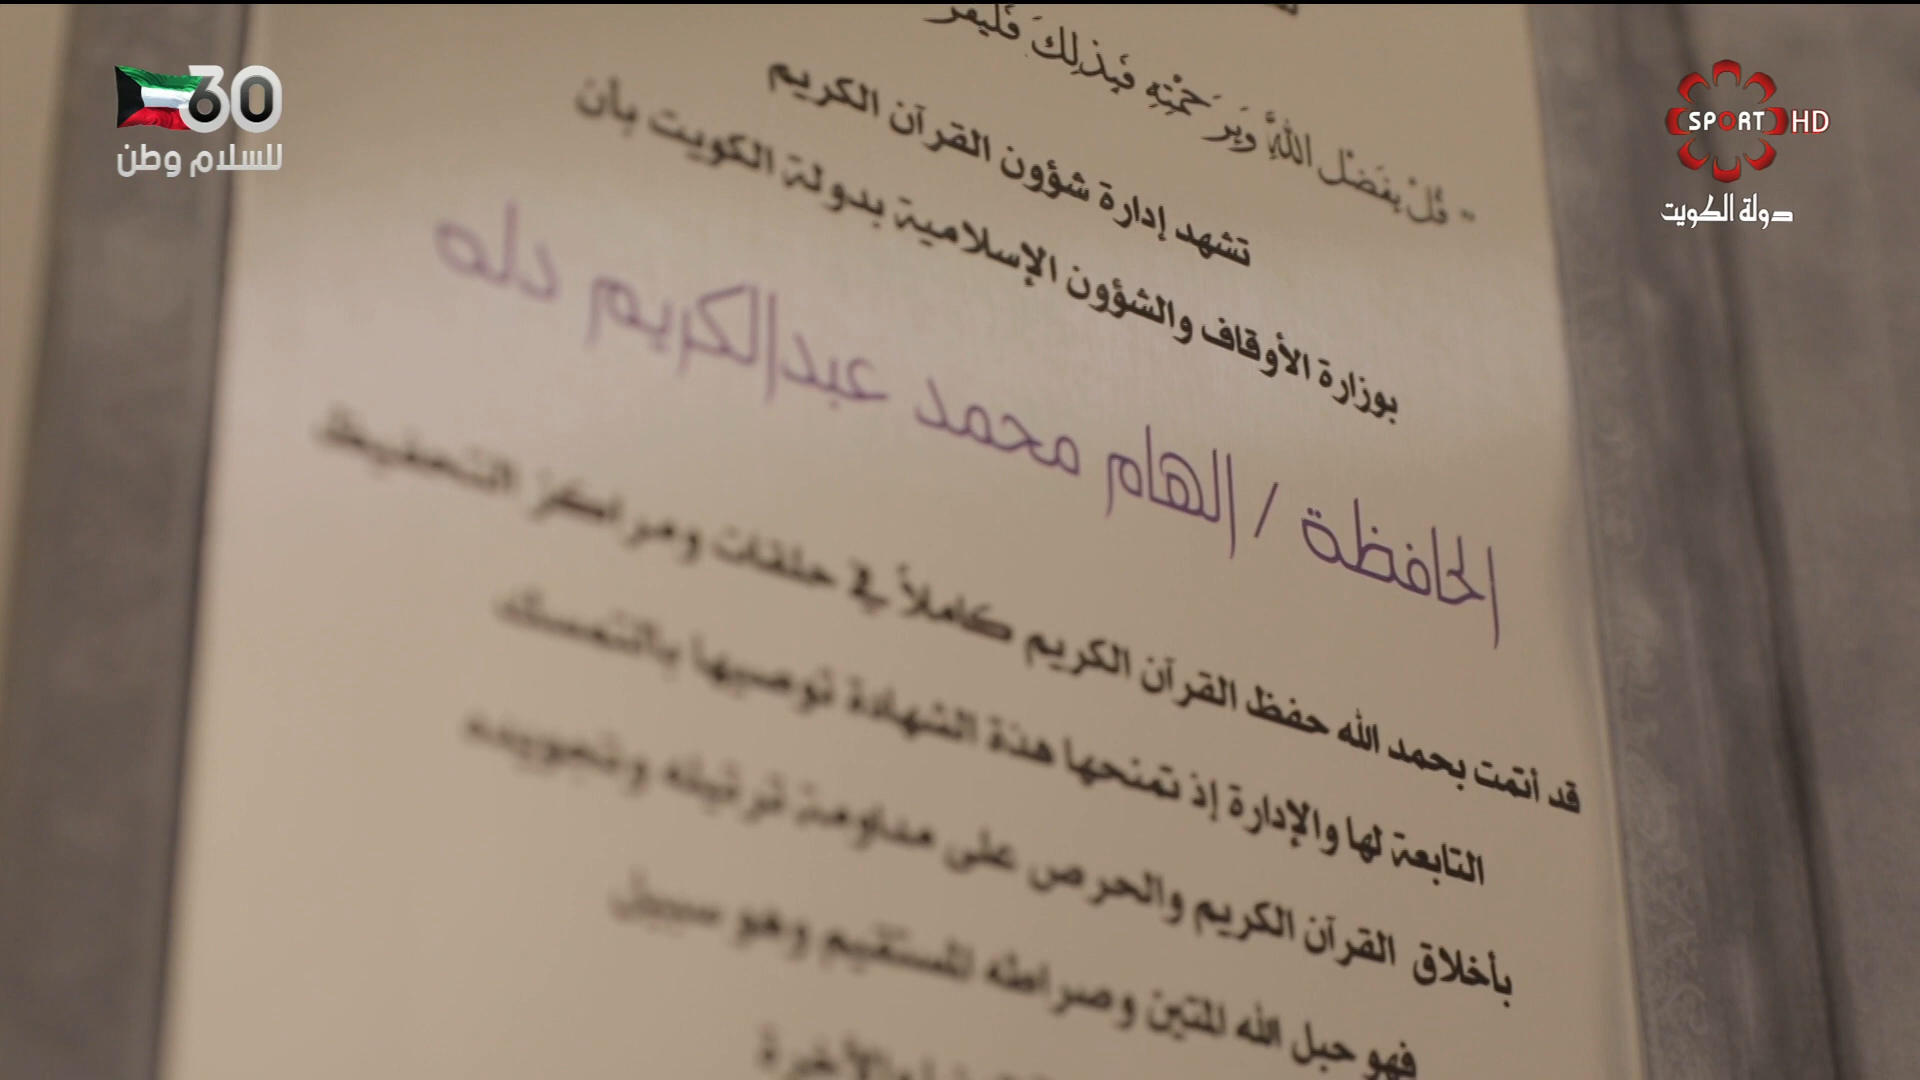 60
للسلام وطن
SPORT HD
دولة الكويت
" قُلْ بِفَضْلِ اللَّهِ وَبِرَحْمَتِهِ فَبِذَلِكَ
تشهد إدارة شؤون القرآن الكريم
بوزارة الأوقاف والشؤون الإسلامية بدولة الكويت بأن
الحافظة / إلهام محمد عبدالكريم
قد أتمت بحمد الله حفظ القرآن الكريم كاملاً في حلقات ومراكز التحفيظ
التابعة لها والإدارة إذ تمنحها هذة الشهادة توصيها بالتمسك
بأخلاق القرآن الكريم والحرص على مداومة ترتيله وتجويده
فهو حبل الله المتين وصراطه المستقيم وهو سبيل
والآخرة